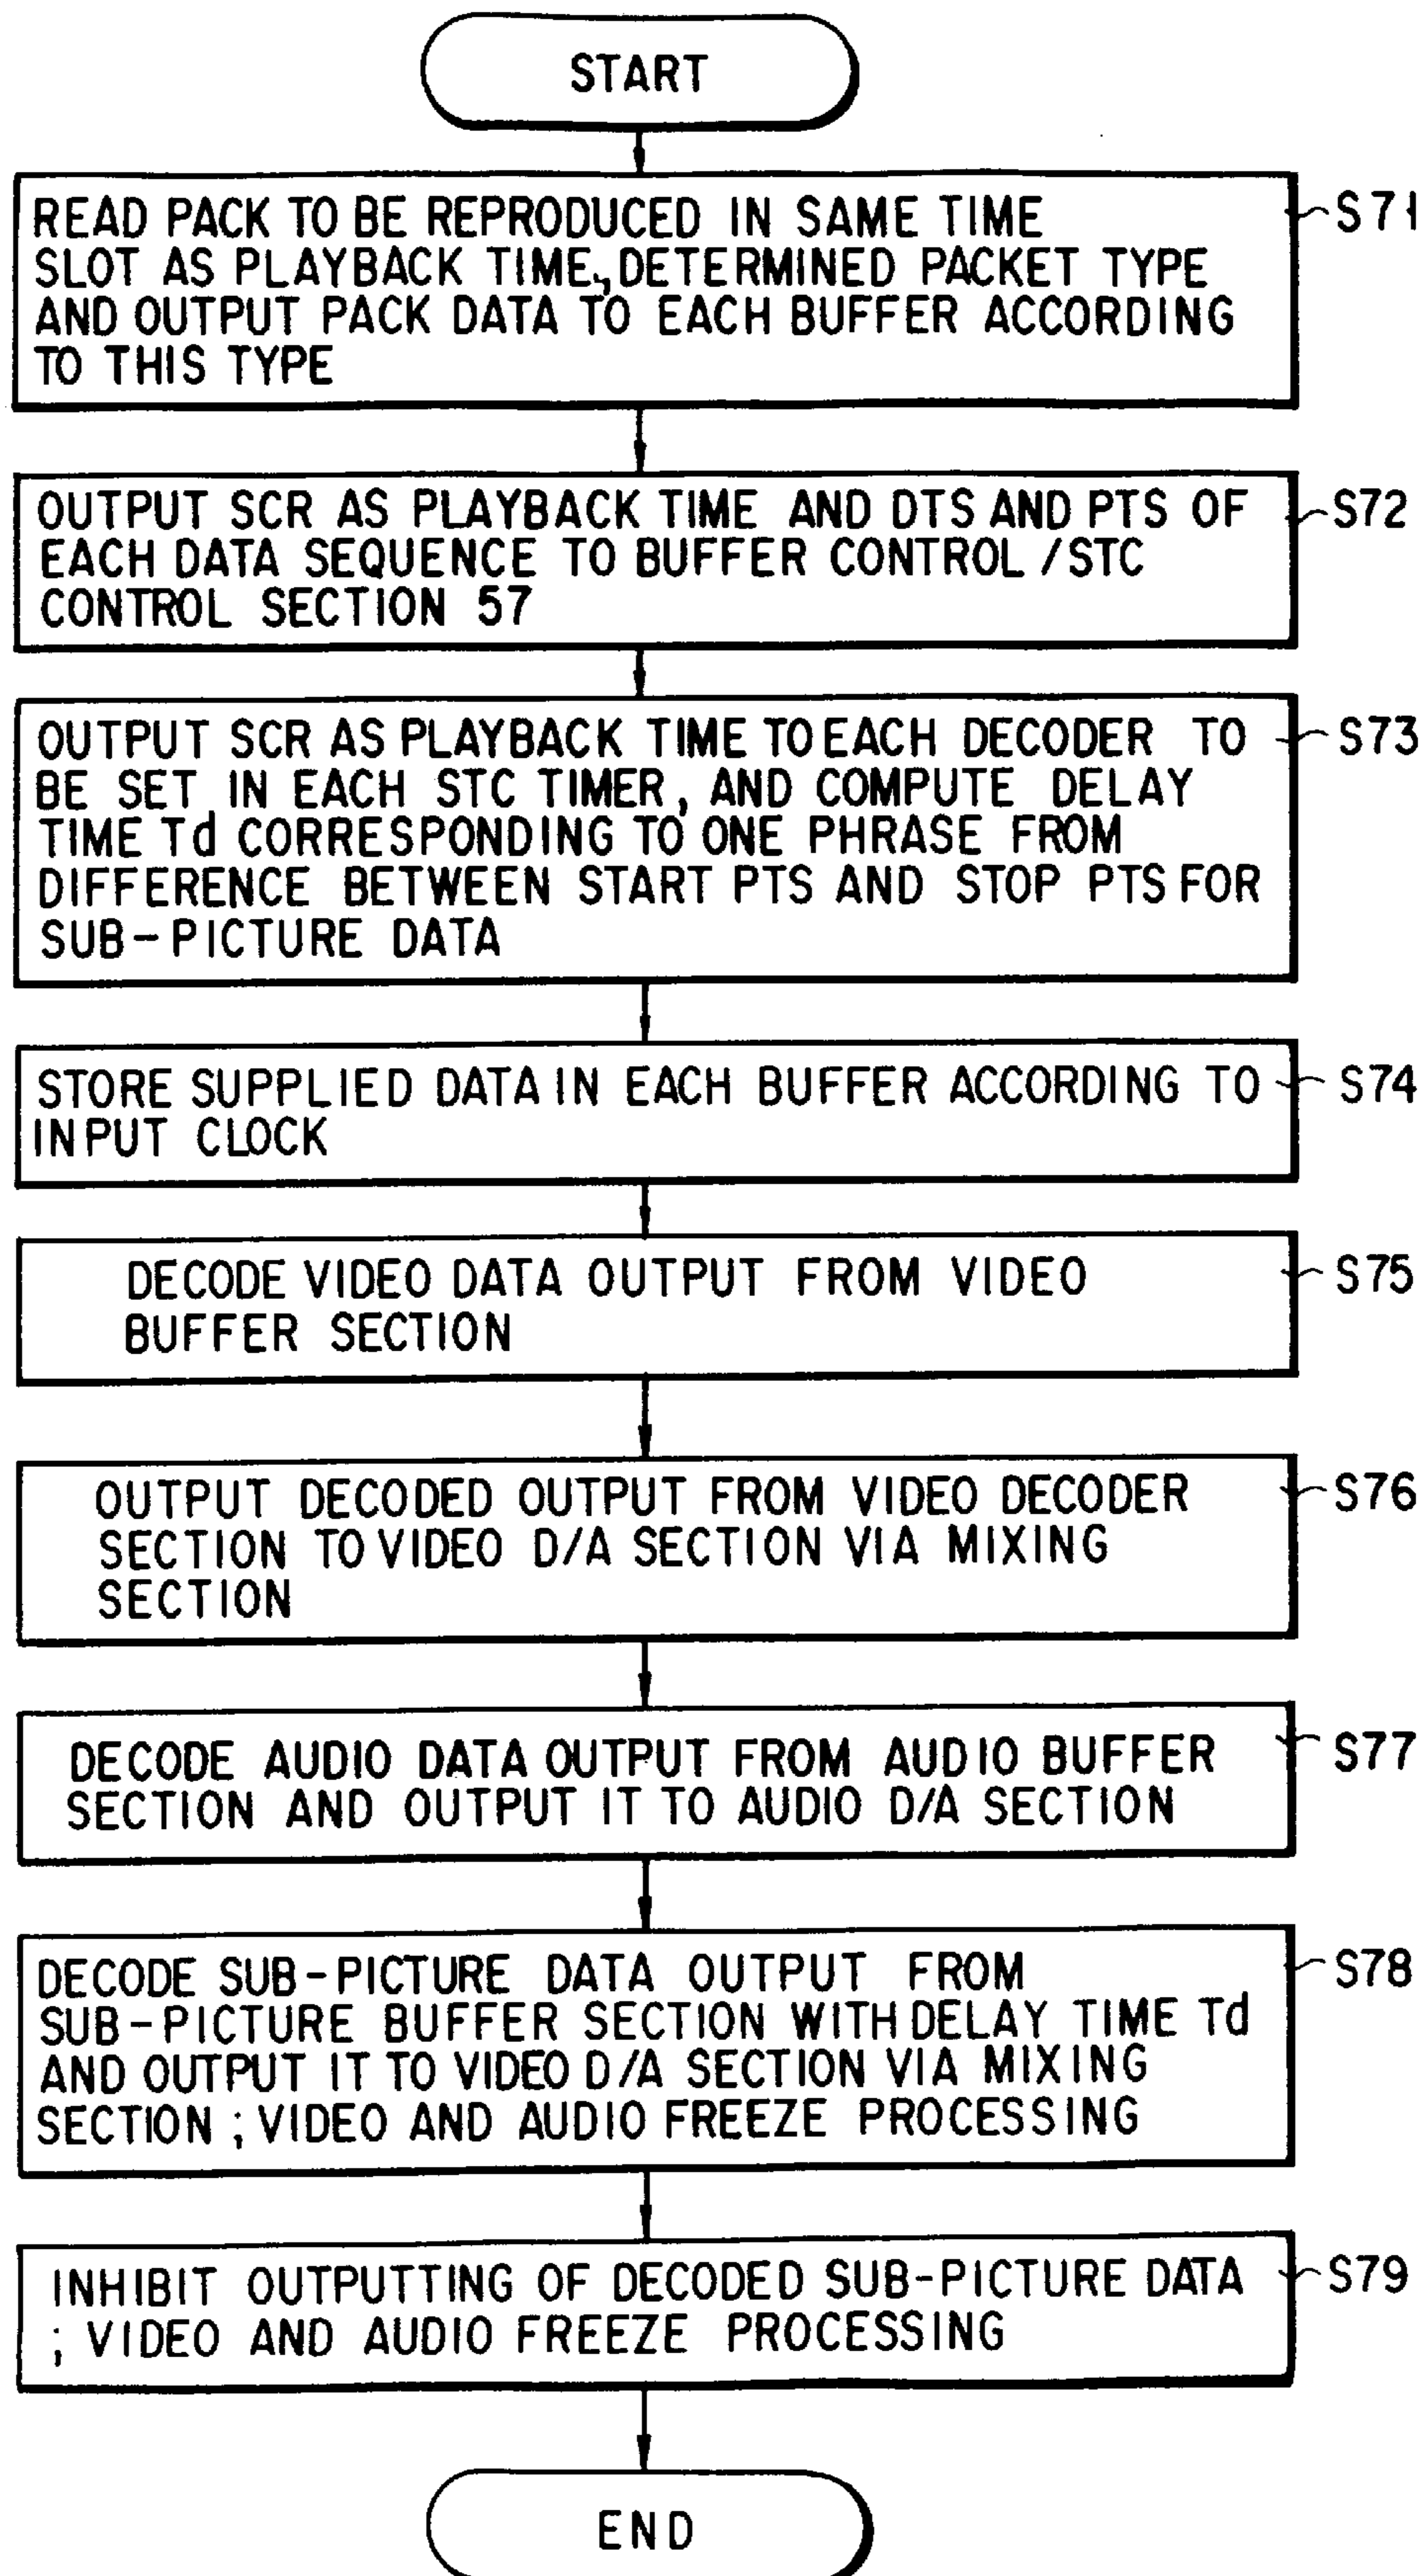 START
READ PACK TO BE REPRODUCED IN SAME TIME
SLOT AS PLAYBACK TIME, DETERMINED PACKET TYPE
AND OUTPUT PACK DATA TO EACH BUFFER ACCORDING
TO THIS TYPE
S71
OUTPUT SCR AS PLAYBACK TIME AND DTS AND PTS OF
EACH DATA SEQUENCE TO BUFFER CONTROL/STC
CONTROL SECTION 57
S72
OUTPUT SCR AS PLAYBACK TIME TO EACH DECODER TO
BE SET IN EACH STC TIMER, AND COMPUTE DELAY
TIME Td CORRESPONDING TO ONE PHRASE FROM
DIFFERENCE BETWEEN START PTS AND STOP PTS FOR
SUB-PICTURE DATA
S73
STORE SUPPLIED DATA IN EACH BUFFER ACCORDING TO
INPUT CLOCK
S74
DECODE VIDEO DATA OUTPUT FROM VIDEO
BUFFER SECTION
S75
OUTPUT DECODED OUTPUT FROM VIDEO DECODER
SECTION TO VIDEO D/A SECTION VIA MIXING
SECTION
S76
DECODE AUDIO DATA OUTPUT FROM AUDIO BUFFER
SECTION AND OUTPUT IT TO AUDIO D/A SECTION
S77
DECODE SUB-PICTURE DATA OUTPUT FROM
SUB-PICTURE BUFFER SECTION WITH DELAY TIME Td
AND OUTPUT IT TO VIDEO D/A SECTION VIA MIXING
SECTION ; VIDEO AND AUDIO FREEZE PROCESSING
S78
INHIBIT OUTPUTTING OF DECODED SUB-PICTURE DATA
; VIDEO AND AUDIO FREEZE PROCESSING
S79
END